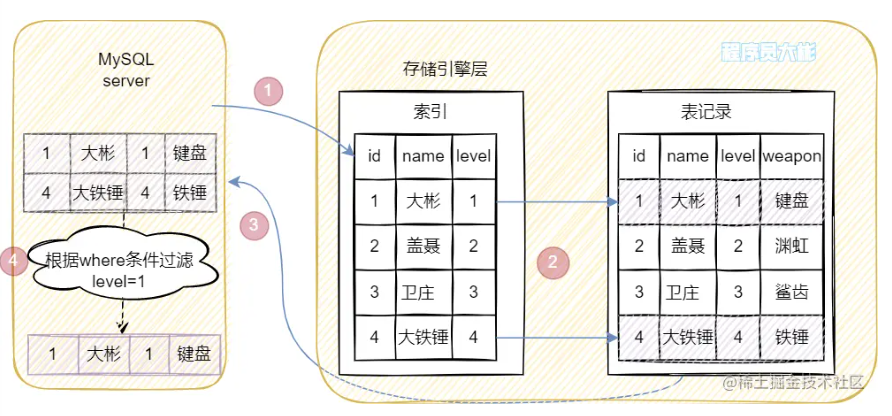 程序员大彬
MySQL
server
存储引擎层
1
索引
表记录
id name level
id name level weapon
1 大彬 1 键盘
4 大铁锤 4 铁锤
1 大彬 1
1 大彬 1 键盘
2 盖聂 2
2 盖聂 2 渊虹
3 卫庄 3
3 卫庄 3 鲨齿
4 大铁锤 4
4 大铁锤 4 铁锤
2
3
4
根据where条件过滤
level=1
1 大彬 1 键盘
@稀土掘金技术社区